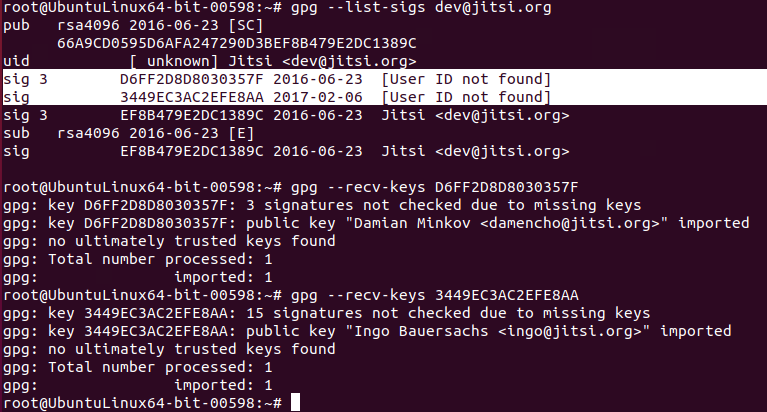 root@UbuntuLinux64-bit-00598:~# gpg --list-sigs dev@jitsi.org
pub   rsa4096 2016-06-23 [SC]
      66A9CD0595D6AFA247290D3BEF8B479E2DC1389C
uid           [ unknown] Jitsi <dev@jitsi.org>
sig 3        D6FF2D8D8030357F 2016-06-23  [User ID not found]
sig          3449EC3AC2EFE8AA 2017-02-06  [User ID not found]
sig 3        EF8B479E2DC1389C 2016-06-23  Jitsi <dev@jitsi.org>
sub   rsa4096 2016-06-23 [E]
sig          EF8B479E2DC1389C 2016-06-23  Jitsi <dev@jitsi.org>
root@UbuntuLinux64-bit-00598:~# gpg --recv-keys D6FF2D8D8030357F
gpg: key D6FF2D8D8030357F: 3 signatures not checked due to missing keys
gpg: key D6FF2D8D8030357F: public key "Damian Minkov <damencho@jitsi.org>" imported
gpg: no ultimately trusted keys found
gpg: Total number processed: 1
gpg:               imported: 1
root@UbuntuLinux64-bit-00598:~# gpg --recv-keys 3449EC3AC2EFE8AA
gpg: key 3449EC3AC2EFE8AA: 15 signatures not checked due to missing keys
gpg: key 3449EC3AC2EFE8AA: public key "Ingo Bauersachs <ingo@jitsi.org>" imported
gpg: no ultimately trusted keys found
gpg: Total number processed: 1
gpg:               imported: 1
root@UbuntuLinux64-bit-00598:~#